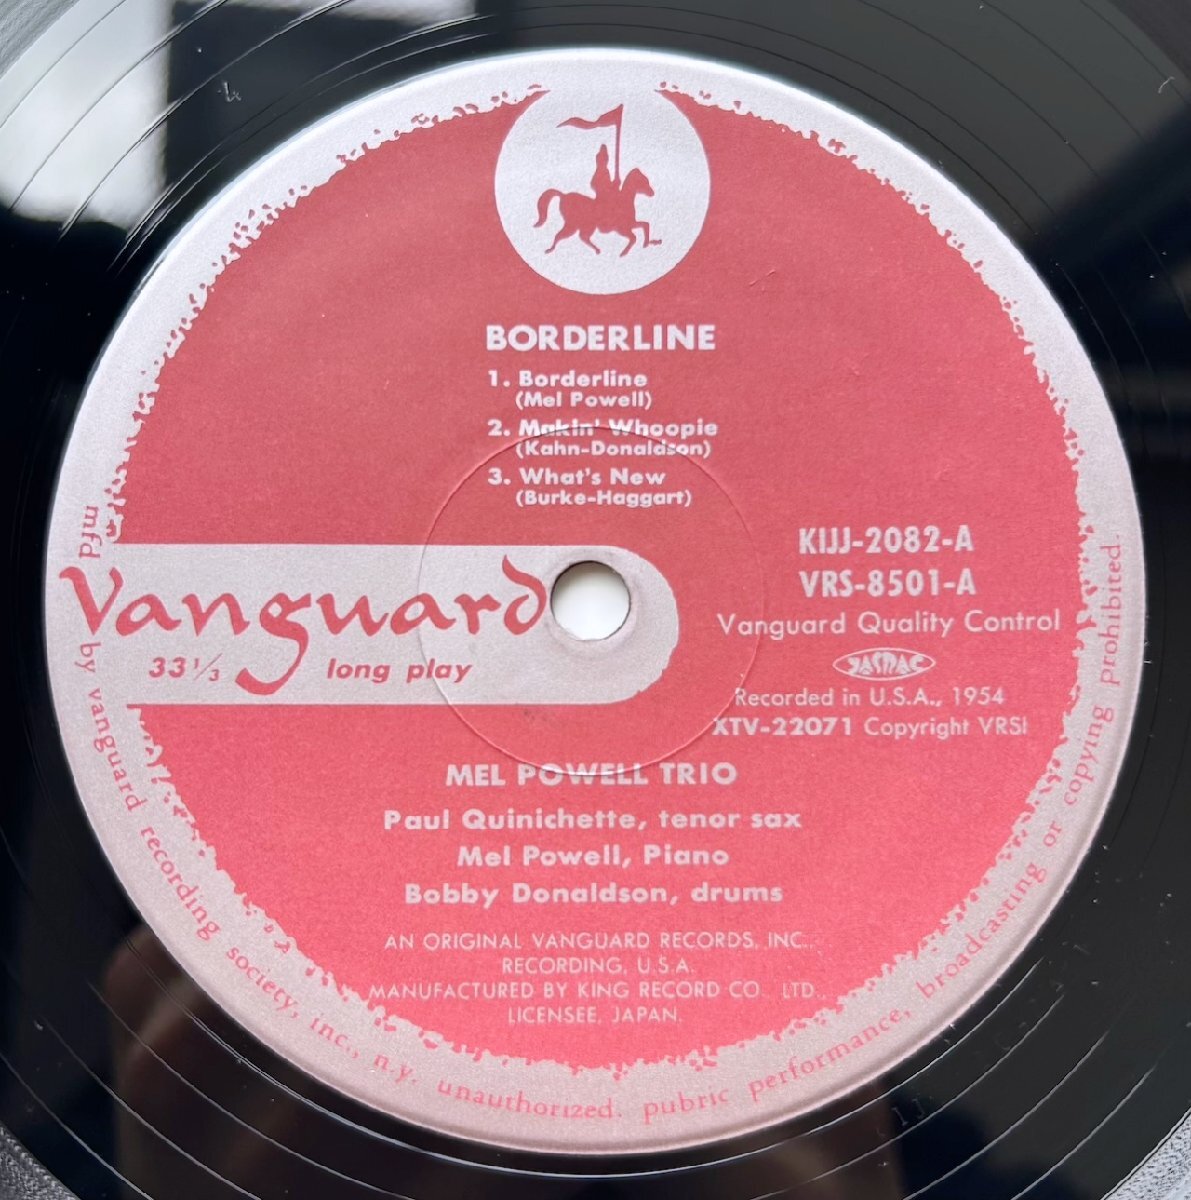 BORDERLINE
1. Borderline
(Mel Powell)
2. Makin' Whoopie
(Kahn-Donaldson)
3. What's New
(Burke-Haggart)
KIJJ-2082-A
VRS-8501-A
Vanguard Quality Control
JASRAC
Recorded in U.S.A., 1954
XTV-22071 Copyright VRSI
Vanguard
33 1/3 long play
MEL POWELL TRIO
Paul Quinichette, tenor sax
Mel Powell, Piano
Bobby Donaldson, drums
AN ORIGINAL VANGUARD RECORDS, INC.,
RECORDING, U.S.A.
MANUFACTURED BY KING RECORD CO. LTD.,
LICENSEE, JAPAN.
mfd by vanguard recording society, inc., n.y. unauthorized. pubric performance, broadcasting or copying prohibited.